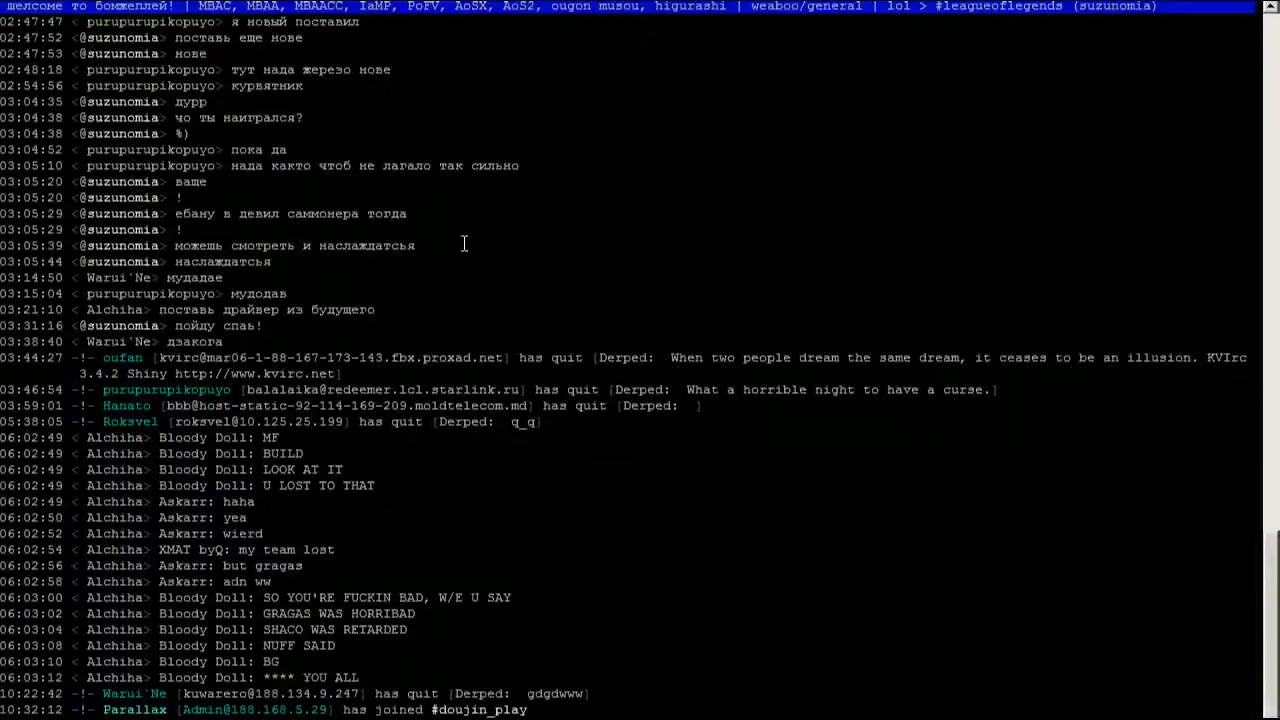 welcome то бомжеплей! | MBAC, MBAA, MBAACC, IaMP, PoFV, AoSX, AoS2, ougon musou, higurashi | weaboo/general | lol > #leagueoflegends (suzunomia)
02:47:47 < purupurupikopuyo> я новый поставил
02:47:52 <@suzunomia> поставь еще нове
02:47:53 <@suzunomia> нове
02:48:18 < purupurupikopuyo> тут нада жерезо нове
02:54:56 < purupurupikopuyo> курвятник
03:04:35 <@suzunomia> дурр
03:04:38 <@suzunomia> чо ты наигрался?
03:04:38 <@suzunomia> %)
03:04:52 < purupurupikopuyo> пока да
03:05:10 < purupurupikopuyo> нада както чтоб не лагало так сильно
03:05:20 <@suzunomia> ваще
03:05:20 <@suzunomia> !
03:05:29 <@suzunomia> ебану в девил саммонера тогда
03:05:29 <@suzunomia> !
03:05:39 <@suzunomia> можешь смотреть и наслаждатсья
03:05:44 <@suzunomia> наслаждатсья
03:14:50 < Warui`Ne> мудадае
03:15:04 < purupurupikopuyo> мудодав
03:21:10 < Alchiha> поставь драйвер из будущего
03:31:16 <@suzunomia> пойду спаь!
03:38:40 < Warui`Ne> дзакога
03:44:27 -!- oufan [kvirc@mar06-1-88-167-173-143.fbx.proxad.net] has quit [Derped: When two people dream the same dream, it ceases to be an illusion. KVIrc
3.4.2 Shiny http://www.kvirc.net]
03:46:54 -!- purupurupikopuyo [balalaika@redeemer.lcl.starlink.ru] has quit [Derped: What a horrible night to have a curse.]
03:59:01 -!- Hanato [bbb@host-static-92-114-169-209.moldtelecom.md] has quit [Derped: ]
05:38:05 -!- Roksvel [roksvel@10.125.25.199] has quit [Derped: q_q]
06:02:49 < Alchiha> Bloody Doll: MF
06:02:49 < Alchiha> Bloody Doll: BUILD
06:02:49 < Alchiha> Bloody Doll: LOOK AT IT
06:02:49 < Alchiha> Bloody Doll: U LOST TO THAT
06:02:49 < Alchiha> Askarr: haha
06:02:50 < Alchiha> Askarr: yea
06:02:52 < Alchiha> Askarr: wierd
06:02:54 < Alchiha> XMAT byQ: my team lost
06:02:56 < Alchiha> Askarr: but gragas
06:02:58 < Alchiha> Askarr: adn ww
06:03:00 < Alchiha> Bloody Doll: SO YOU'RE FUCKIN BAD, W/E U SAY
06:03:02 < Alchiha> Bloody Doll: GRAGAS WAS HORRIBAD
06:03:04 < Alchiha> Bloody Doll: SHACO WAS RETARDED
06:03:08 < Alchiha> Bloody Doll: NUFF SAID
06:03:10 < Alchiha> Bloody Doll: BG
06:03:12 < Alchiha> Bloody Doll: **** YOU ALL
10:22:42 -!- Warui`Ne [kuwarero@188.134.9.247] has quit [Derped: gdgdwww]
10:32:12 -!- Parallax [Admin@188.168.5.29] has joined #doujin_play